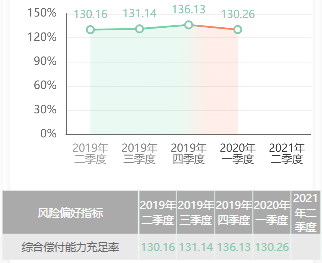 150%
120%
90%
60%
30%
0%
130.16
131.14
136.13
130.26
2019年
二季度
2019年
三季度
2019年
四季度
2020年
一季度
2021年
二季度
风险偏好指标
2019年
二季度
2019年
三季度
2019年
四季度
2020年
一季度
2021
年二
季度
综合偿付能力充足率
130.16
131.14
136.13
130.26